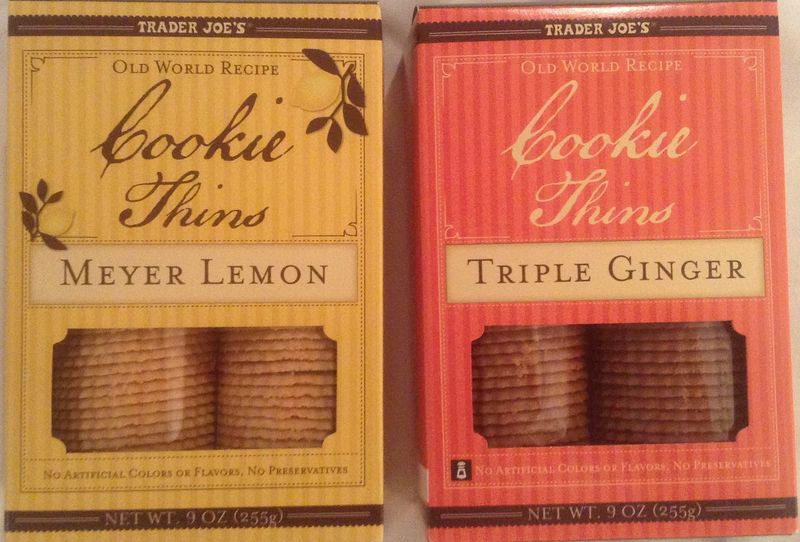 TRADER JOE'S®
OLD WORLD RECIPE
Cookie
Thins
MEYER LEMON
NO ARTIFICIAL COLORS OR FLAVORS, NO PRESERVATIVES
NET WT. 9 OZ (255g)
TRADER JOE'S®
OLD WORLD RECIPE
Cookie
Thins
TRIPLE GINGER
NO ARTIFICIAL COLORS OR FLAVORS, NO PRESERVATIVES
NET WT. 9 OZ (255g)